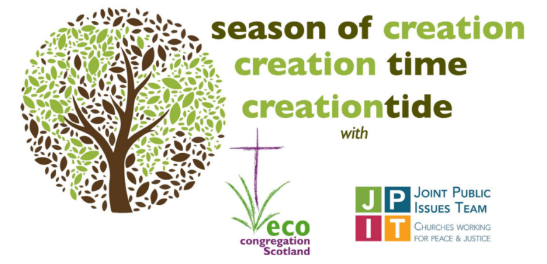 season of creation
creation time
creationtide
with
eco
congregation
Scotland
J P
I T
JOINT PUBLIC
ISSUES TEAM
CHURCHES WORKING
FOR PEACE & JUSTICE